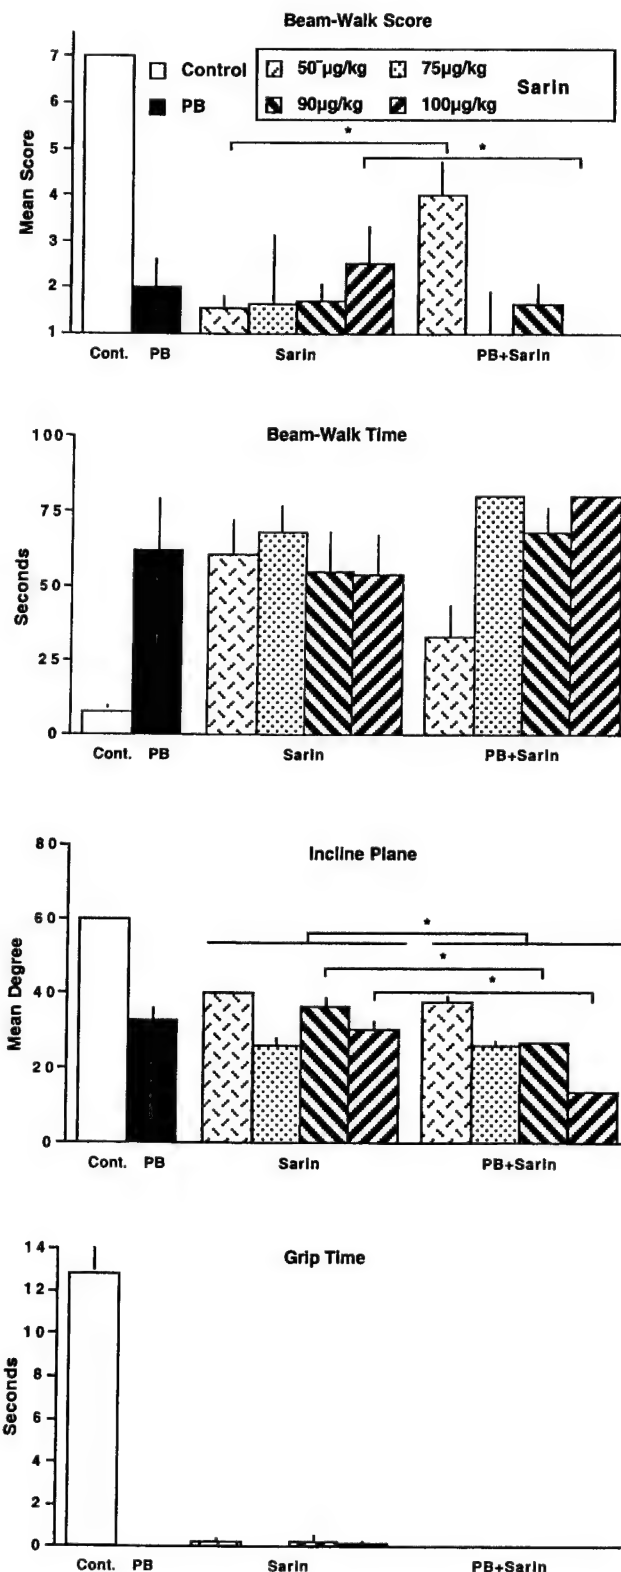 Beam-Walk Score
Mean Score
7
6
5
4
3
2
1
Control
PB
50 µg/kg
75µg/kg
90µg/kg
100µg/kg
Sarin
*
*
Cont. PB Sarin PB+Sarin
Beam-Walk Time
Seconds
100
75
50
25
0
Cont. PB Sarin PB+Sarin
Incline Plane
Mean Degree
80
60
40
20
0
*
*
*
Cont. PB Sarin PB+Sarin
Grip Time
Seconds
14
12
10
8
6
4
2
0
Cont. PB Sarin PB+Sarin